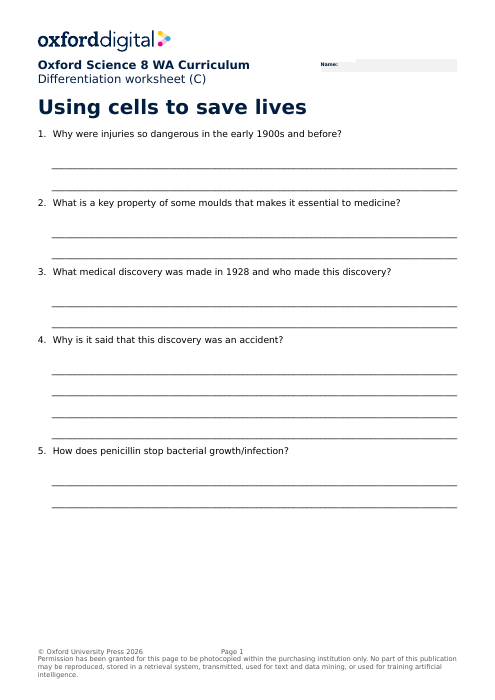 oxforddigital
Oxford Science 8 WA Curriculum
Name:
Differentiation worksheet (C)
Using cells to save lives
1. Why were injuries so dangerous in the early 1900s and before?
2. What is a key property of some moulds that makes it essential to medicine?
3. What medical discovery was made in 1928 and who made this discovery?
4. Why is it said that this discovery was an accident?
5. How does penicillin stop bacterial growth/infection?
© Oxford University Press 2026 Page 1
Permission has been granted for this page to be photocopied within the purchasing institution only. No part of this publication
may be reproduced, stored in a retrieval system, transmitted, used for text and data mining, or used for training artificial
intelligence.